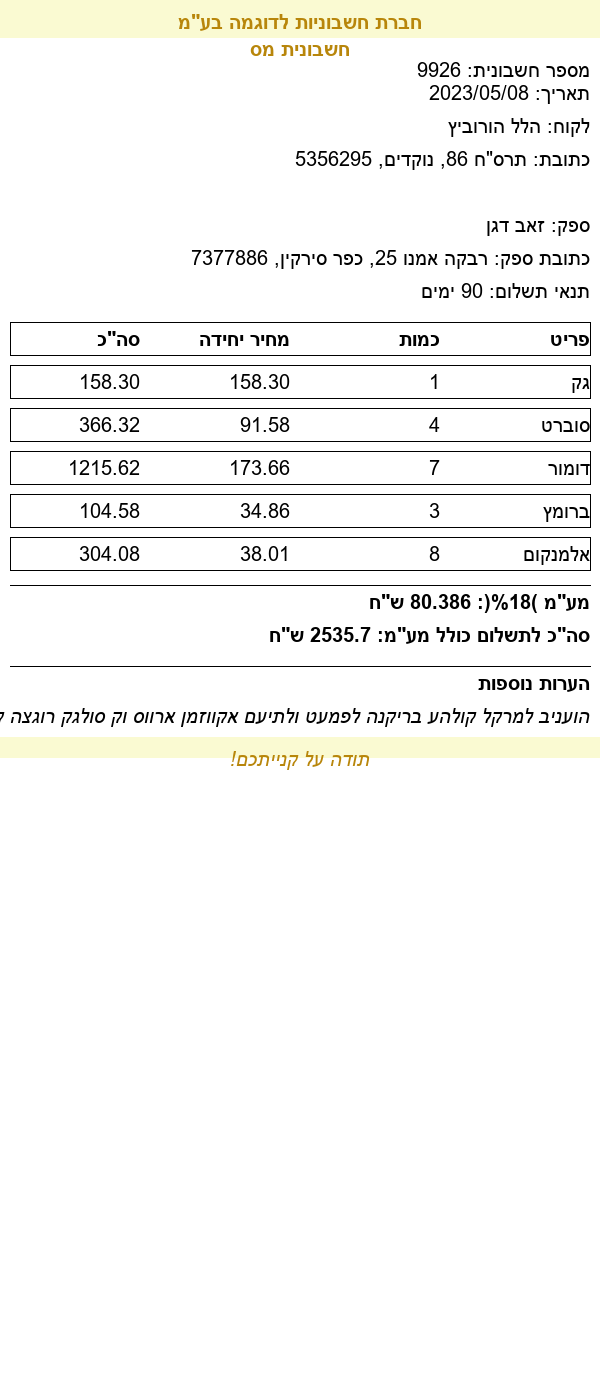 חברת חשבוניות לדוגמה בע"מ
חשבונית מס
מספר חשבונית: 9926
תאריך: 2023/05/08
לקוח: הלל הורוביץ
כתובת: תרס"ח 86, נוקדים, 5356295
ספק: זאב דגן
כתובת ספק: רבקה אמנו 25, כפר סירקין, 7377886
תנאי תשלום: 90 ימים
פריט כמות מחיר יחידה סה"כ
גק 1 158.30 158.30
סוברט 4 91.58 366.32
דומור 7 173.66 1215.62
ברומץ 3 34.86 104.58
אלמנקום 8 38.01 304.08
מע"מ )18%(: 80.386 ש"ח
סה"כ לתשלום כולל מע"מ: 2535.7 ש"ח
הערות נוספות
הועניב למרקל קולהע בריקנה לפמעט ולתיעם אקווזמן ארווס וק סולגק רוגצה
תודה על קנייתכם!